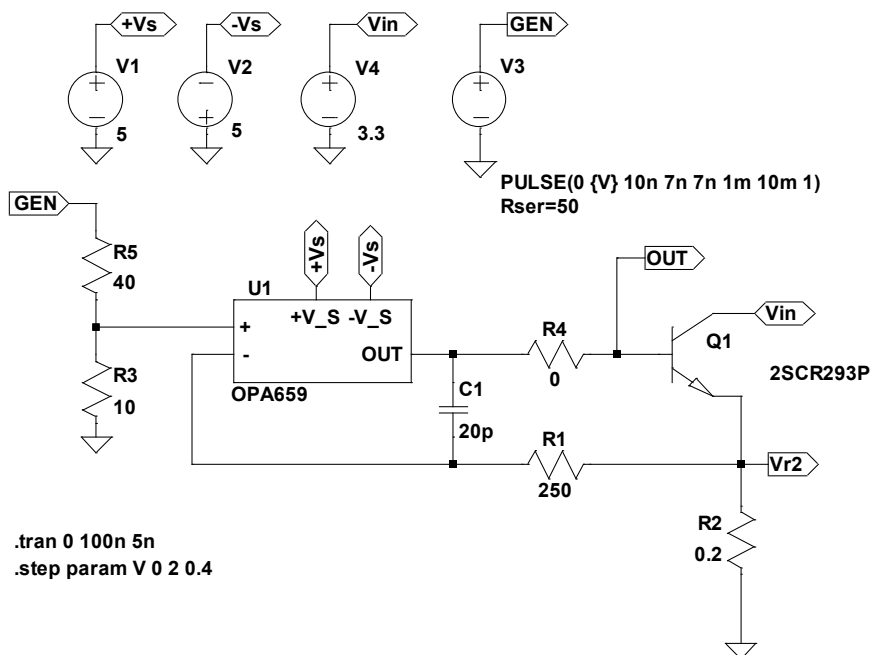 +Vs
-Vs
Vin
GEN
V1
V2
V4
V3
5
5
3.3
PULSE(0 {V} 10n 7n 7n 1m 10m 1)
Rser=50
GEN
R5
40
R3
10
+Vs
-Vs
U1
+V_S -V_S
+
-
OUT
OPA659
C1
20p
R4
0
OUT
Vin
Q1
2SCR293P
R1
250
Vr2
R2
0.2
.tran 0 100n 5n
.step param V 0 2 0.4